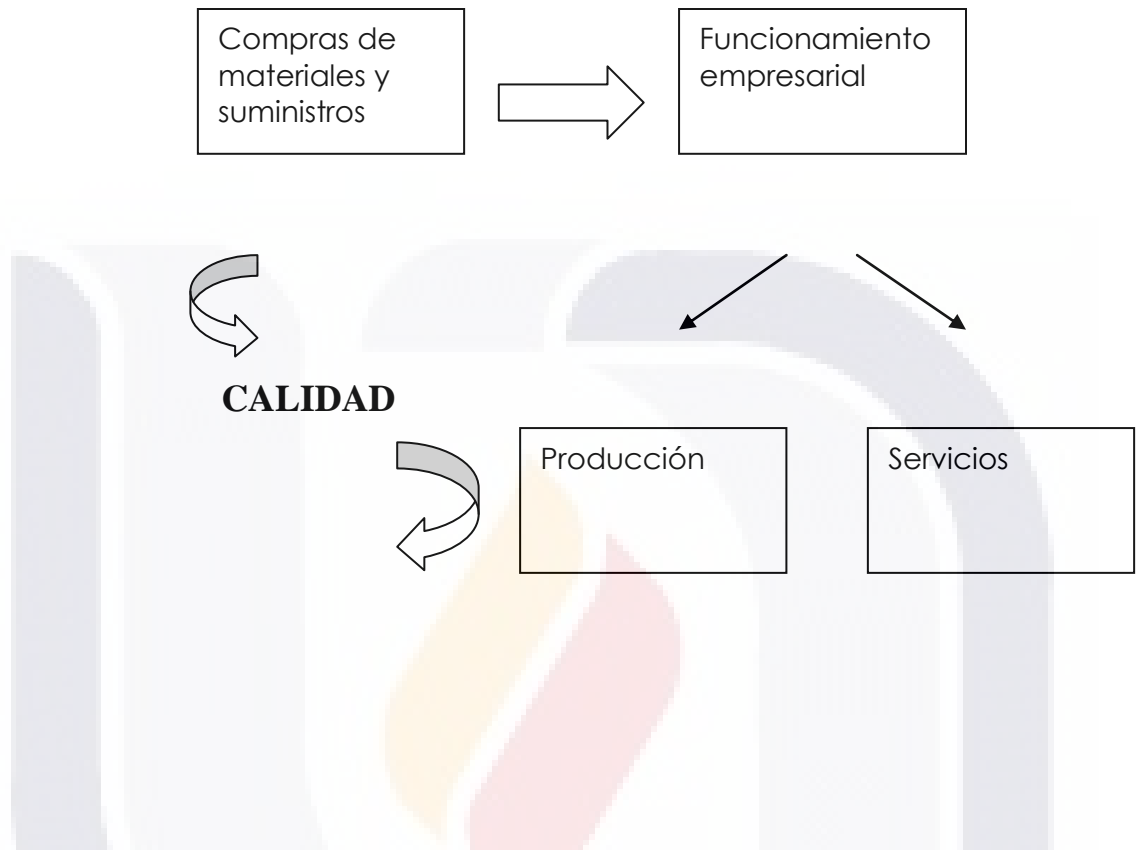 Compras de
materiales y
suministros
Funcionamiento
empresarial
CALIDAD
Producción
Servicios